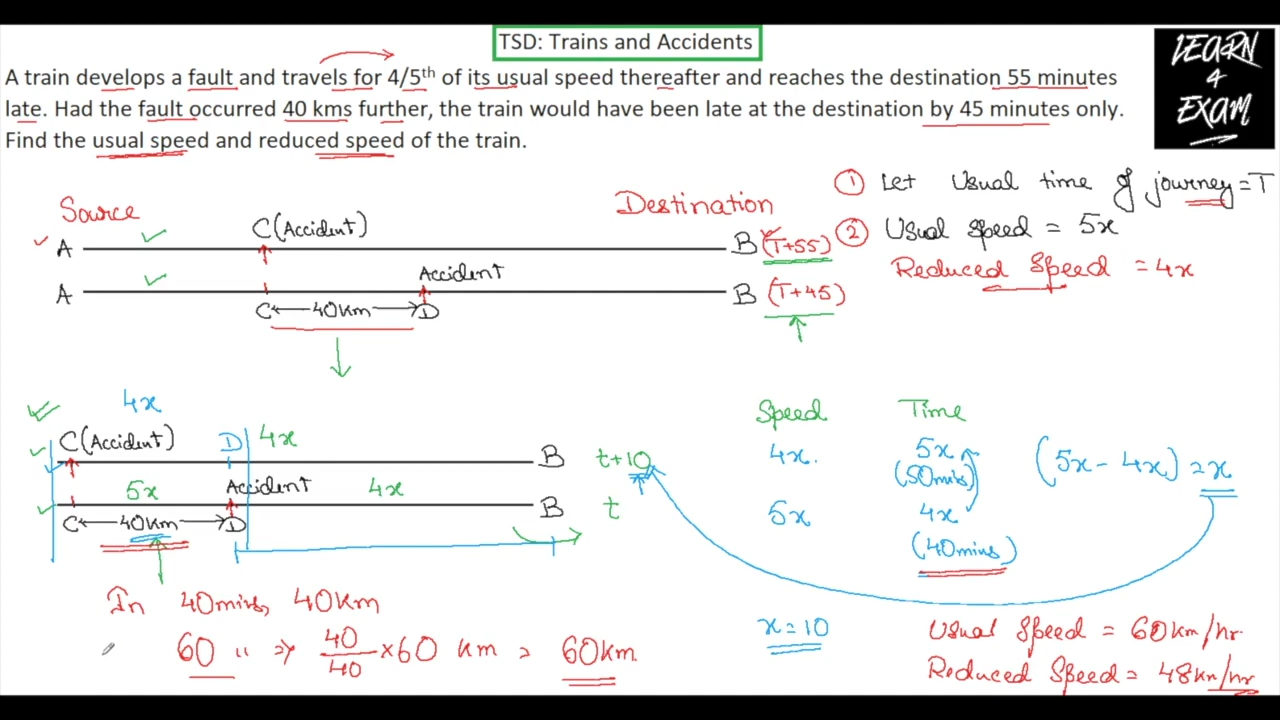 TSD: Trains and Accidents
LEARN
4
EXAM
A train develops a fault and travels for 4/5th of its usual speed thereafter and reaches the destination 55 minutes
late. Had the fault occurred 40 kms further, the train would have been late at the destination by 45 minutes only.
Find the usual speed and reduced speed of the train.
① Let Usual time of journey = T
② Usual speed = 5x
Reduced Speed = 4x
Source
Destination
C (Accident)
A B (T+55)
Accident
A B (T+45)
C 40Km D
4x
C (Accident) D 4x
B t+10
5x Accident 4x
B t
C 40Km D
Speed Time
4x. 5x
(50mins)
5x 4x
(40mins)
(5x - 4x) = x
In 40mins, 40Km
60 " ⇒ 40/40 × 60 Km = 60Km.
x = 10
Usual Speed = 60Km/hr.
Reduced Speed = 48Km/hr